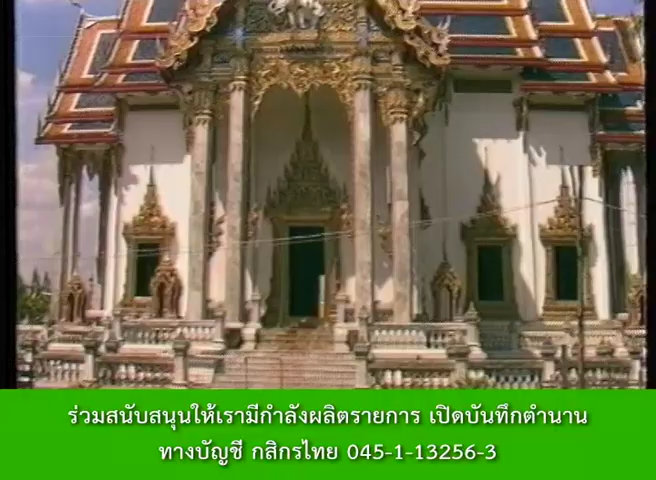 ร่วมสนับสนุนให้เรามีกำลังผลิตรายการ เปิดบันทึกตำนาน
ทางบัญชี กสิกรไทย 045-1-13256-3